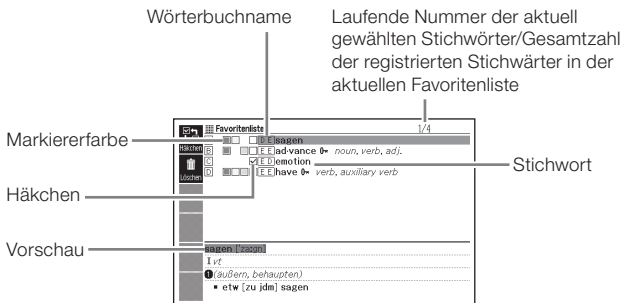 Wörterbuchname
Laufende Nummer der aktuell
gewählten Stichwörter/Gesamtzahl
der registrierten Stichwärter in der
aktuellen Favoritenliste
Favoritenliste 1/4
Markiererfarbe
DE sagen
Häkchen
B EE ad·vance noun, verb, adj.
C ED emotion
Stichwort
Löschen
D EE have verb, auxiliary verb
Häkchen
Vorschau
sagen [ˈzaːgn̩]
I vt
❶ (äußern, behaupten)
▪ etw [zu jdm] sagen